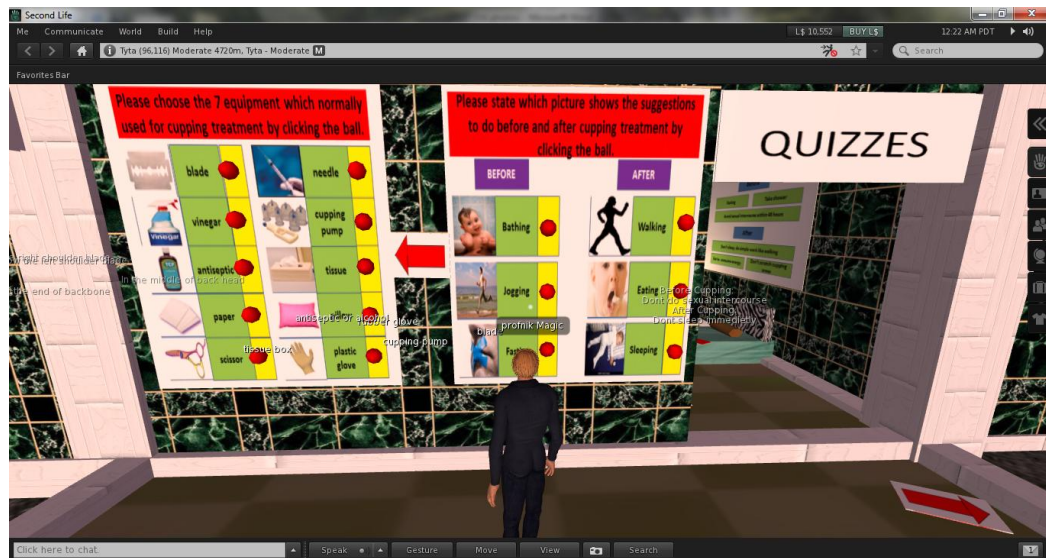 Second Life
Me Communicate World Build Help
L$ 10,552 BUY L$ 12:22 AM PDT
Tyta (96,116) Moderate 4720m, Tyta - Moderate M
Search
Favorites Bar
Please choose the 7 equipment which normally
used for cupping treatment by clicking the ball.
blade
needle
vinegar
cupping
pump
antiseptic
tissue
paper
scissor
plastic
glove
Vinegar
Please state which picture shows the suggestions
to do before and after cupping treatment by
clicking the ball.
BEFORE
AFTER
Bathing
Walking
Jogging
Eating
Sleeping
QUIZZES
After
the end of backbone
in the middle of back head
antiseptic or alcohol
glove
tissue box
cupping pump
profnik Magic
Before Cupping:
Dont do sexual intercourse
After Cupping:
Dont sleep immedietly
Click here to chat.
Speak
Gesture
Move
View
Search